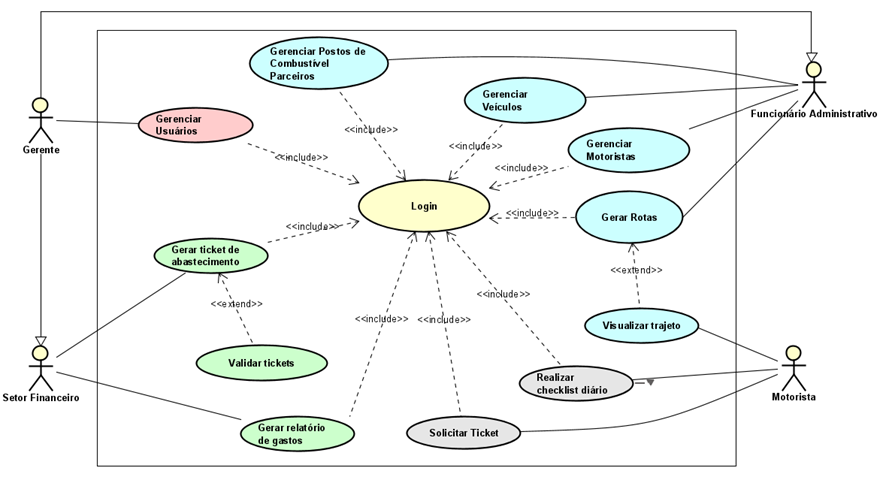 Gerenciar Postos de
Combustível
Parceiros
Gerenciar
Veículos
Funcionário Administrativo
Gerenciar
Usuários
<<include>>
Gerente
<<include>>
<<include>>
Gerenciar
Motoristas
<<include>>
<<include>>
Login
<<include>>
Gerar Rotas
<<include>>
Gerar ticket de
abastecimento
<<extend>>
<<include>>
<<extend>>
<<include>>
<<include>>
Visualizar trajeto
Validar tickets
Realizar
checklist diário
Setor Financeiro
Motorista
Gerar relatório
de gastos
Solicitar Ticket